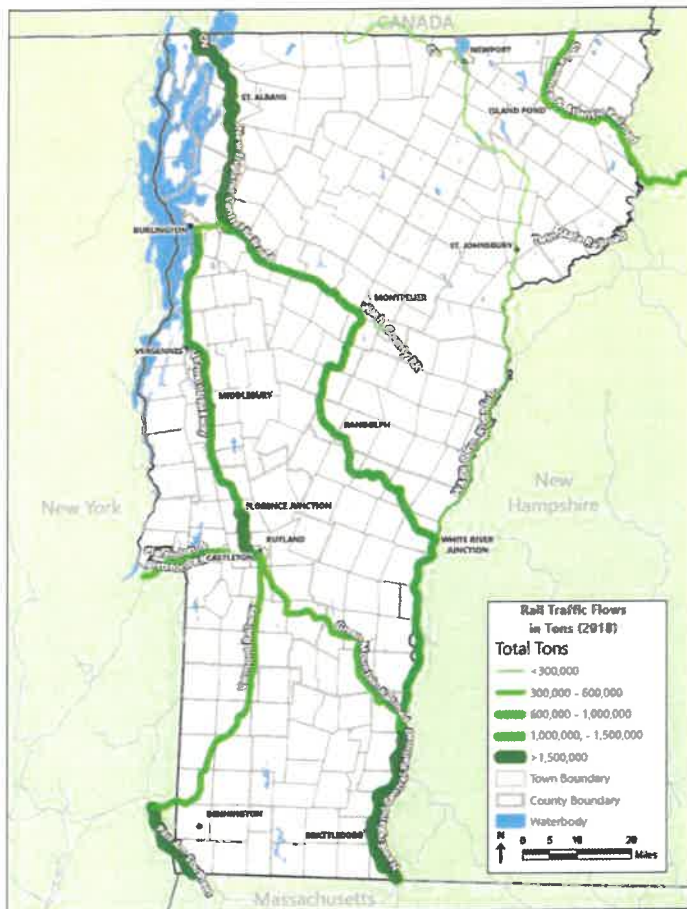 CANADA
NEWPORT
ST. ALBANS
ISLAND POND
BURLINGTON
ST. JOHNSBURY
MONTPELIER
VERGENNES
MIDDLEBURY
RANDOLPH
New York
FLORENCE JUNCTION
New
Hampshire
RUTLAND
CASTLETON
WHITE RIVER
JUNCTION
Rail Traffic Flows
in Tons (2018)
Total Tons
<300,000
300,000 - 600,000
600,000 - 1,000,000
1,000,000, - 1,500,000
>1,500,000
Town Boundary
County Boundary
Waterbody
N
0 5 10 20
Miles
BENNINGTON
BRATTLEBORO
Massachusetts